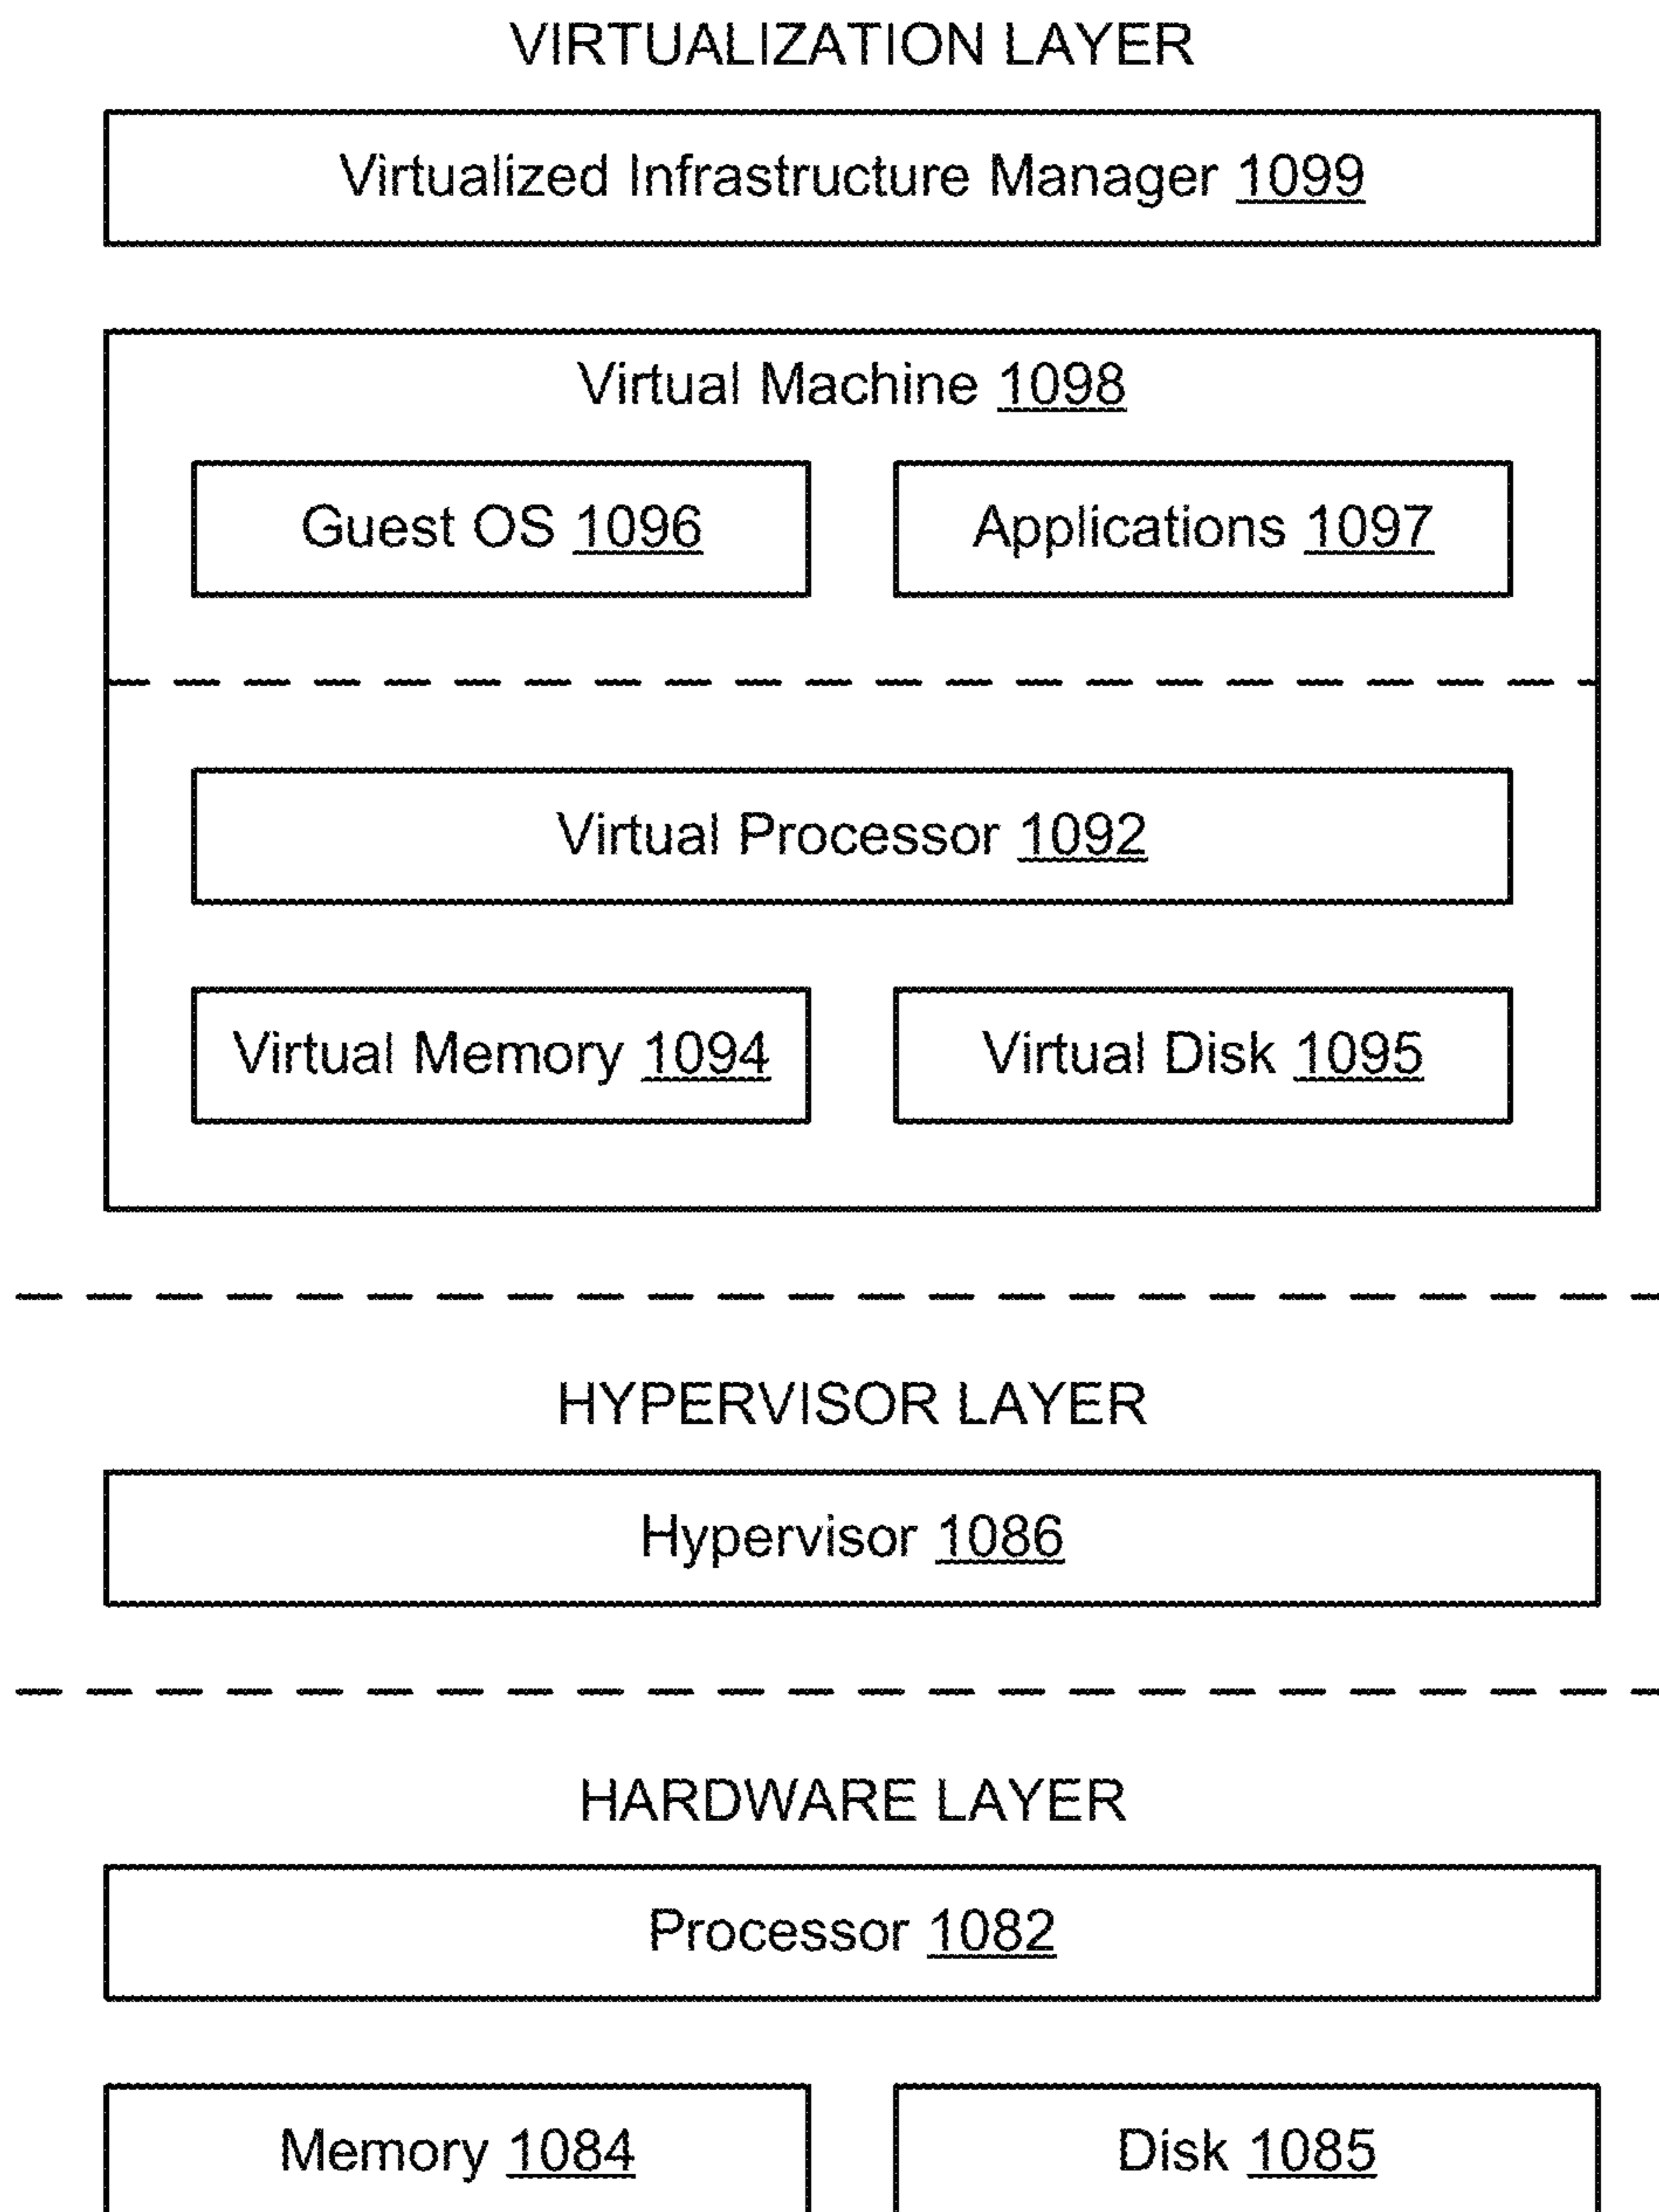 VIRTUALIZATION LAYER
Virtualized Infrastructure Manager 1099
Virtual Machine 1098
Guest OS 1096
Applications 1097
Virtual Processor 1092
Virtual Memory 1094
Virtual Disk 1095
HYPERVISOR LAYER
Hypervisor 1086
HARDWARE LAYER
Processor 1082
Memory 1084
Disk 1085